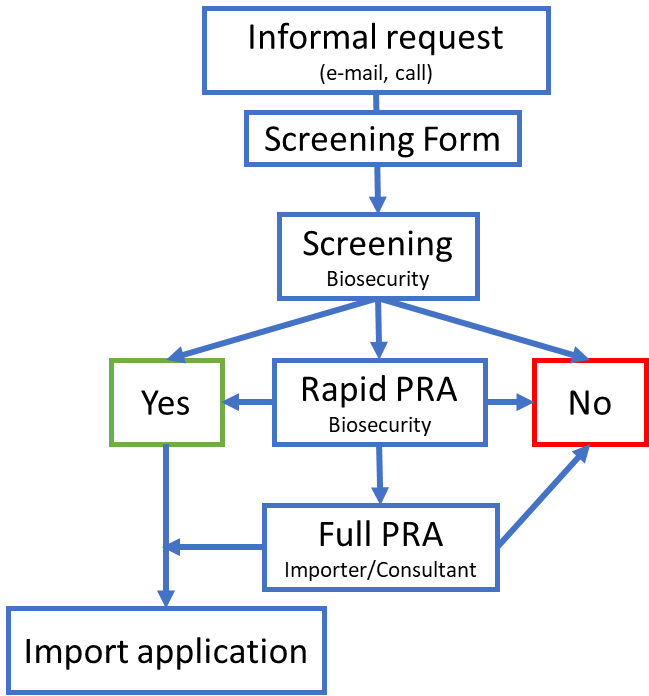 Informal request
(e-mail, call)
Screening Form
Screening
Biosecurity
Yes
Rapid PRA
Biosecurity
No
Full PRA
Importer/Consultant
Import application